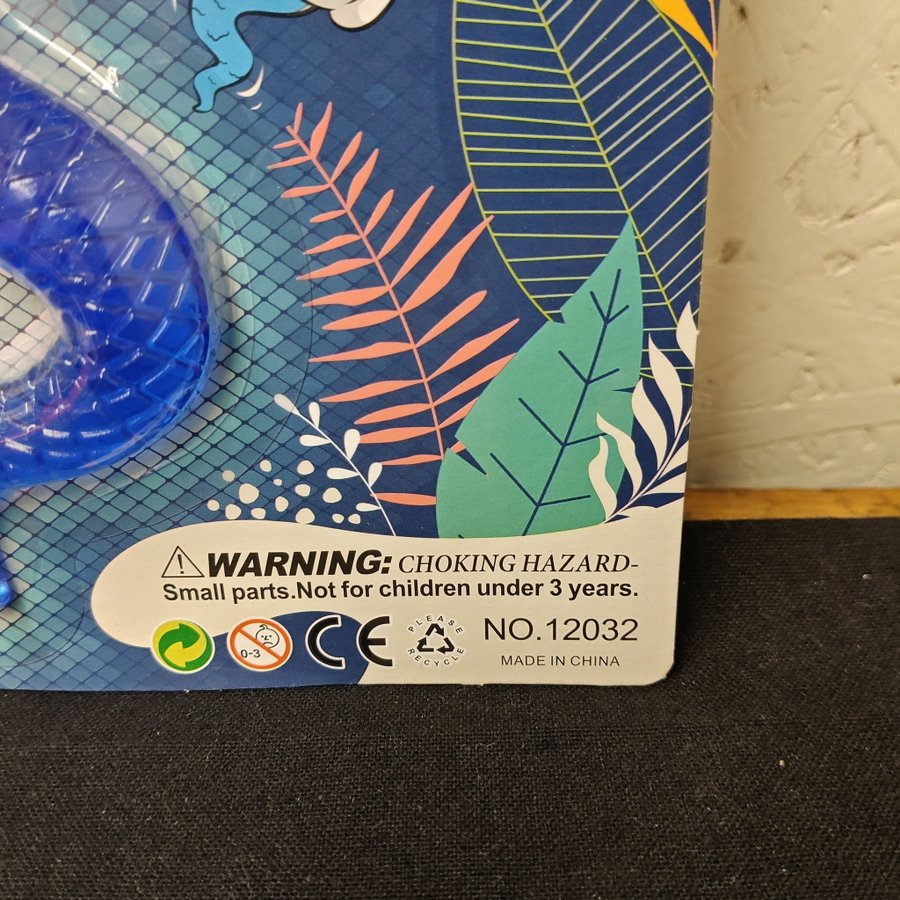 WARNING: CHOKING HAZARD-
Small parts.Not for children under 3 years.
0-3
CE
PLEASE
RECYCLE
NO.12032
MADE IN CHINA